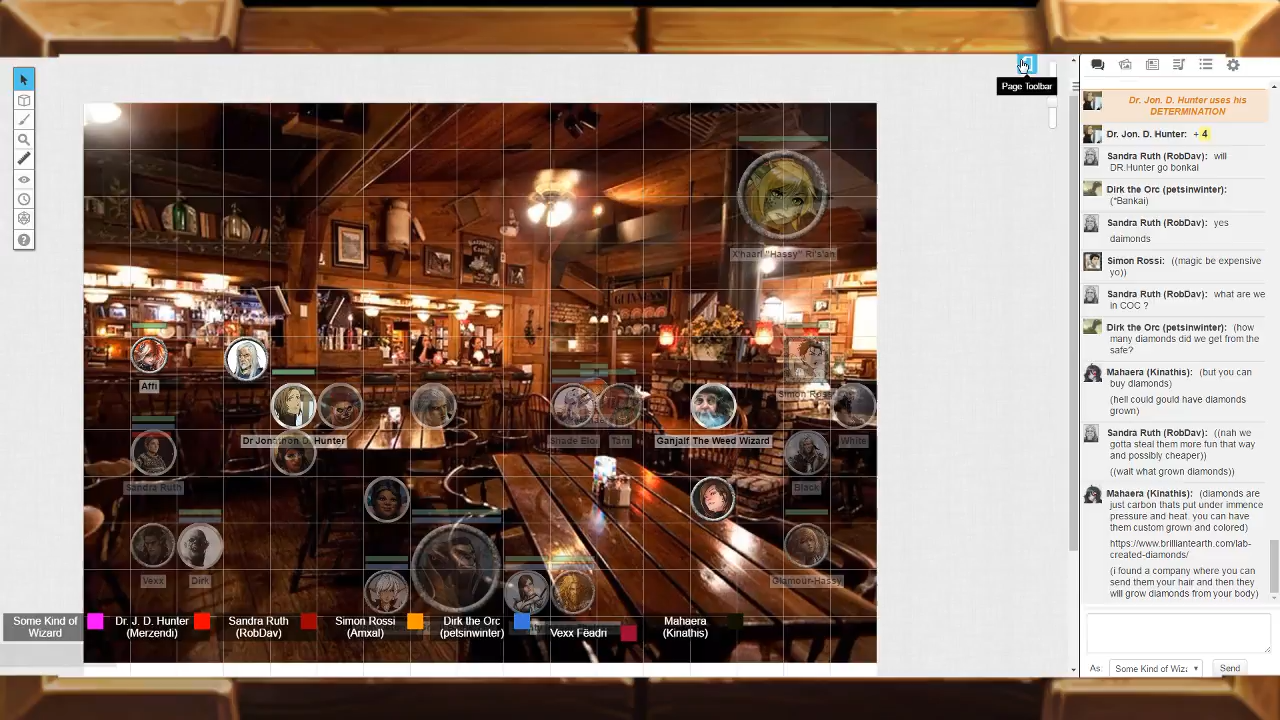 Page Toolbar
Dr. Jon. D. Hunter uses his
DETERMINATION
Dr. Jon. D. Hunter: +4
Sandra Ruth (RobDav): will
DR.Hunter go bonkai
Dirk the Orc (petsinwinter):
(*Bankai)
Sandra Ruth (RobDav): yes
daimonds
Simon Rossi: ((magic be expensive
yo))
Sandra Ruth (RobDav): what are we
in COC ?
Dirk the Orc (petsinwinter): (how
many diamonds did we get from the
safe?
Mahaera (Kinathis): (but you can
buy diamonds)
(hell could gould have diamonds
grown)
Sandra Ruth (RobDav): ((nah we
gotta steal them more fun that way
and possibly cheaper))
((wait what grown diamonds))
Mahaera (Kinathis): (diamonds are
just carbon thats put under immence
pressure and heat. you can have
them custom grown and colored)
https://www.brilliantearth.com/lab-
created-diamonds/
(i found a company where you can
send them your hair and they
will grow diamonds from your body)
As:
Some Kind of Wiz
Send
X'haari "Hassy" Ri's'an
GUINNESS
Affi
Simon Ross
Dr Jonathon D. Hunter
Shade Eloi
Tam
Ganjalf The Weed Wizard
White
Sandra Ruth
Black
Vexx
Dirk
Glamour-Hassy
Some Kind of
Wizard
Dr. J. D. Hunter
(Merzendi)
Sandra Ruth
(RobDav)
Simon Rossi
(Amxal)
Dirk the Orc
(petsinwinter)
Vexx Fëadri
Mahaera
(Kinathis)